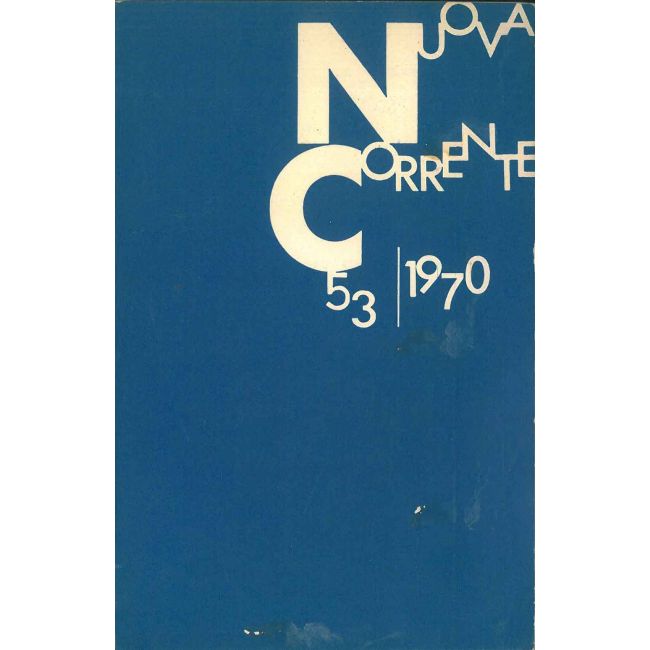 NUOVA
CORRENTE
53 | 1970